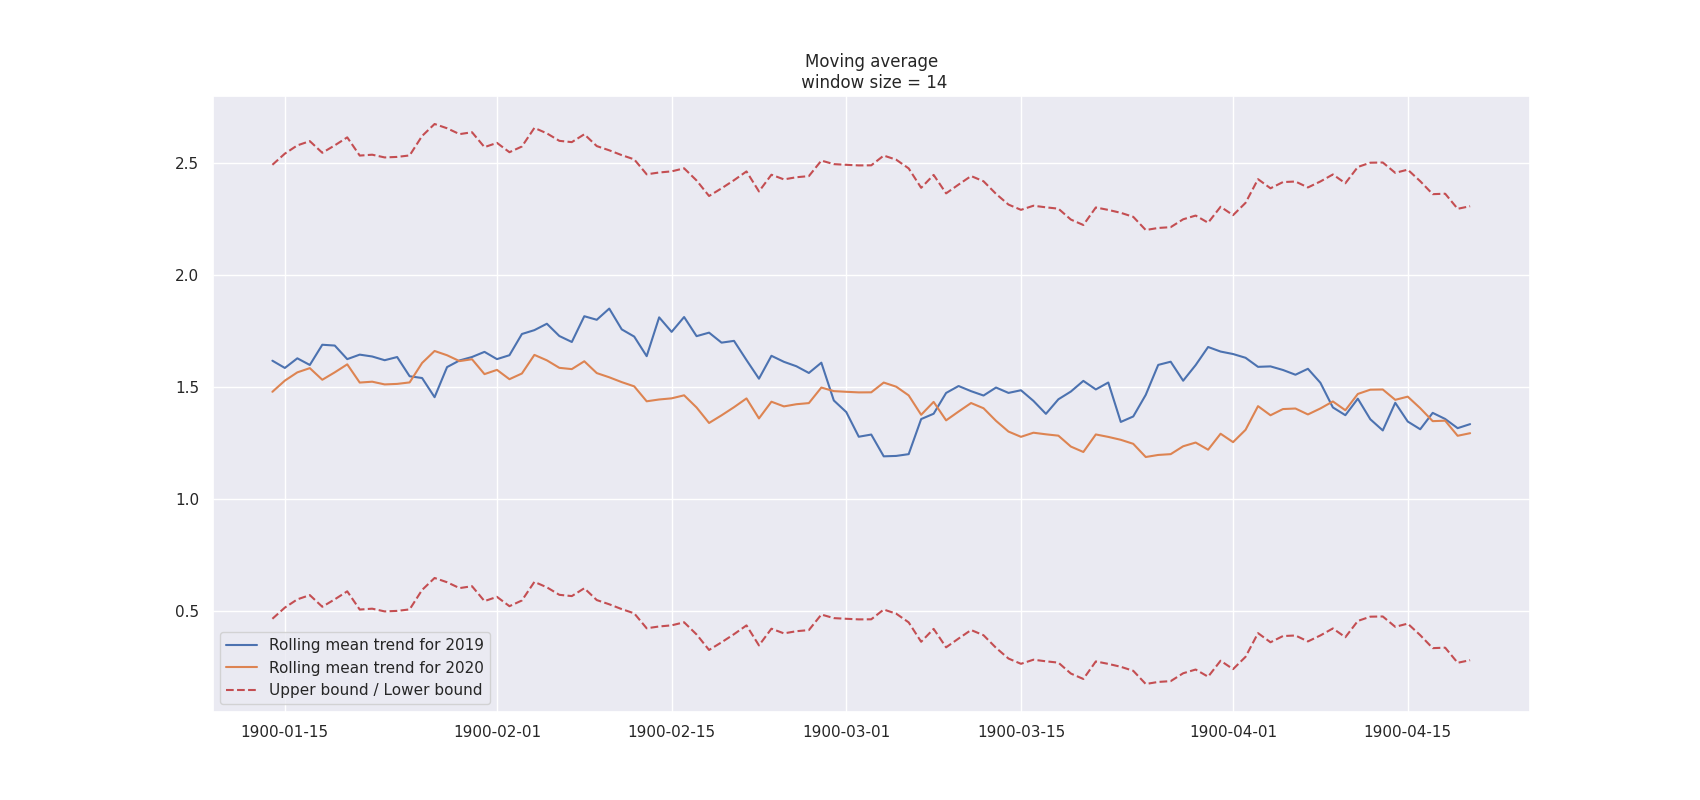 Moving average
window size = 14
2.5
2.0
1.5
1.0
0.5
Rolling mean trend for 2019
Rolling mean trend for 2020
Upper bound / Lower bound
1900-01-15
1900-02-01
1900-02-15
1900-03-01
1900-03-15
1900-04-01
1900-04-15